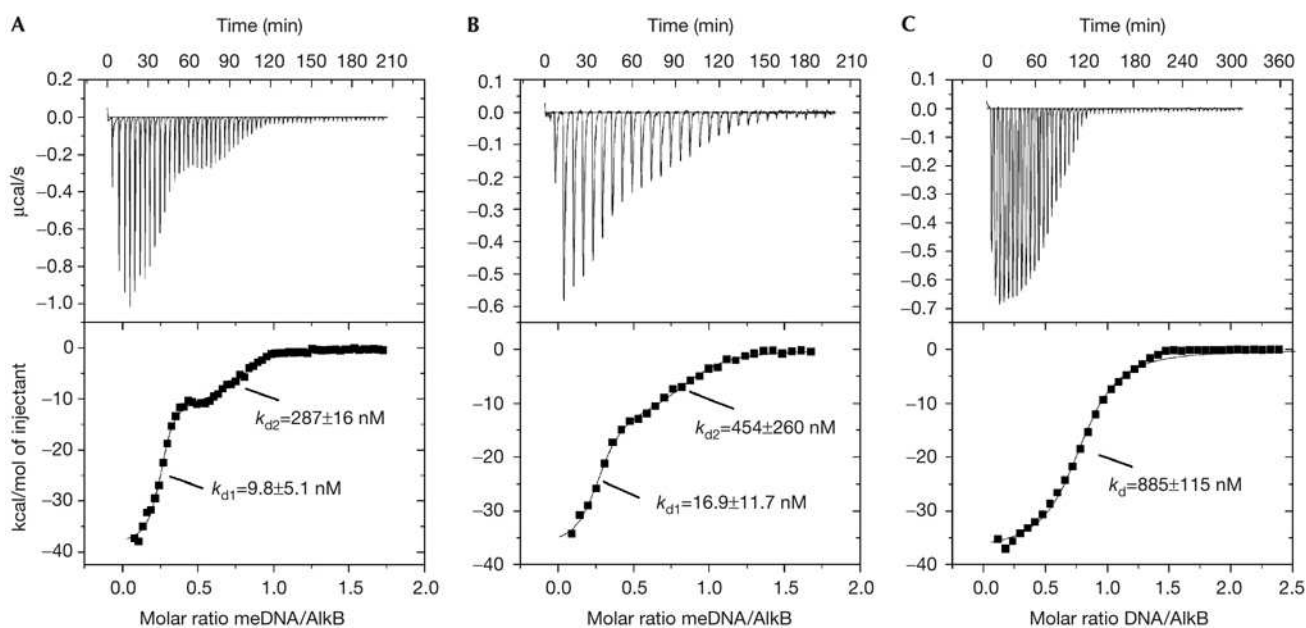 A
Time (min)
0 30 60 90 120 150 180 210
0.2
0.0
−0.2
−0.4
−0.6
−0.8
−1.0
µcal/s
0
−10
−20
−30
−40
kcal/mol of injectant
kd2=287±16 nM
kd1=9.8±5.1 nM
0.0 0.5 1.0 1.5 2.0
Molar ratio meDNA/AlkB
B
Time (min)
0 30 60 90 120 150 180 210
0.1
0.0
−0.1
−0.2
−0.3
−0.4
−0.5
−0.6
0
−10
−20
−30
−40
kd2=454±260 nM
kd1=16.9±11.7 nM
0.0 0.5 1.0 1.5 2.0
Molar ratio meDNA/AlkB
C
Time (min)
0 60 120 180 240 300 360
0.1
0.0
−0.1
−0.2
−0.3
−0.4
−0.5
−0.6
−0.7
0
−10
−20
−30
−40
kd=885±115 nM
0.0 0.5 1.0 1.5 2.0 2.5
Molar ratio DNA/AlkB